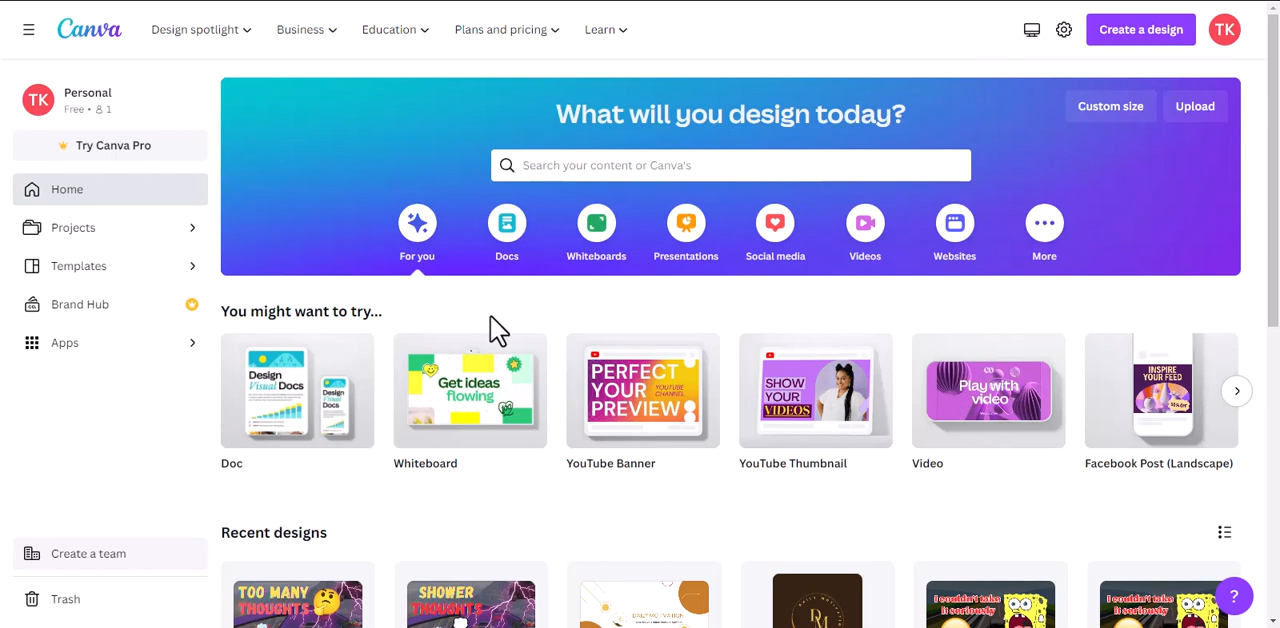 Canva
Design spotlight
Business
Education
Plans and pricing
Learn
Create a design
TK
TK
Personal
Free • 1
Try Canva Pro
Home
Projects
Templates
Brand Hub
Apps
Create a team
Trash
What will you design today?
Custom size
Upload
Search your content or Canva's
For you
Docs
Whiteboards
Presentations
Social media
Videos
Websites
More
You might want to try...
Design
Visual Docs
Design
Visual
Docs
Doc
Get ideas
flowing
Whiteboard
PERFECT
YOUR YOUTUBE
PREVIEW CHANNEL
YouTube Banner
SHOW
YOUR
VIDEOS
YouTube Thumbnail
Play with
video
Video
INSPIRE
YOUR FEED
Facebook Post (Landscape)
Recent designs
TOO MANY
THOUGHTS
SHOWER
THOUGHTS
DAILY MOTIVATION
I couldn't take
it seriously
I couldn't take
it seriously
?